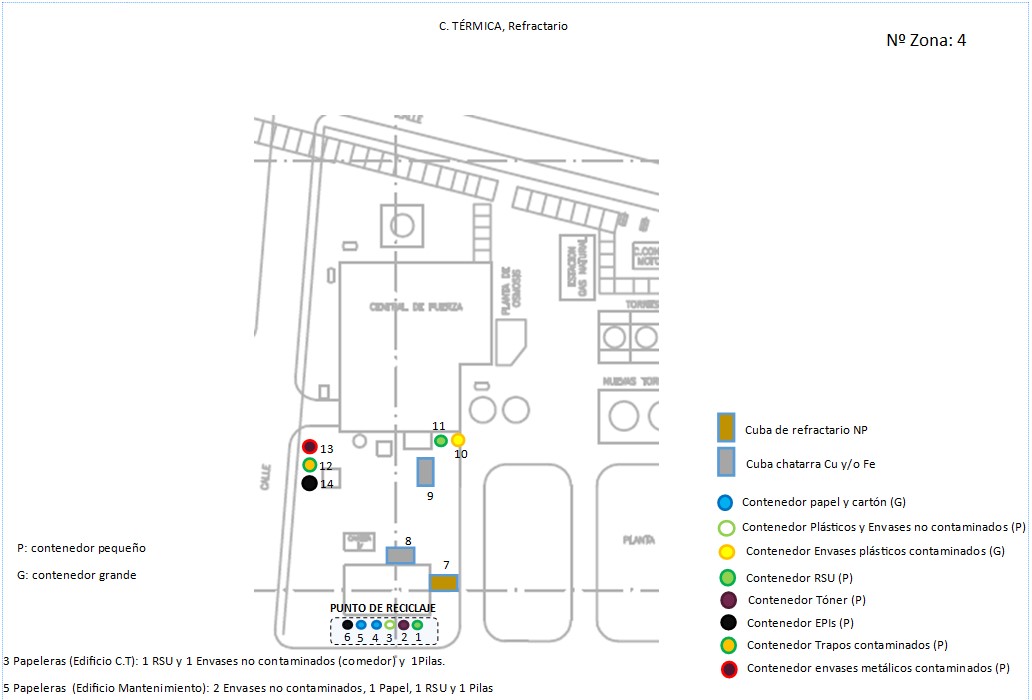 C. TÉRMICA, Refractario
Nº Zona: 4
CALLE
ESTACION
GAS NATURAL
C.CON
MOTO
PLANTA DE
OSMOSIS
CENTRAL DE FUERZA
TORRES
NUEVAS TOR
11
13
10
12
14
9
CALLE
Cuba de refractario NP
Cuba chatarra Cu y/o Fe
Contenedor papel y cartón (G)
Contenedor Plásticos y Envases no contaminados (P)
Contenedor Envases plásticos contaminados (G)
Contenedor RSU (P)
Contenedor Tóner (P)
Contenedor EPIs (P)
Contenedor Trapos contaminados (P)
Contenedor envases metálicos contaminados (P)
P: contenedor pequeño
G: contenedor grande
8
PLANTA
7
PUNTO DE RECICLAJE
6 5 4 3 2 1
3 Papeleras (Edificio C.T): 1 RSU y 1 Envases no contaminados (comedor) y 1Pilas.
5 Papeleras (Edificio Mantenimiento): 2 Envases no contaminados, 1 Papel, 1 RSU y 1 Pilas